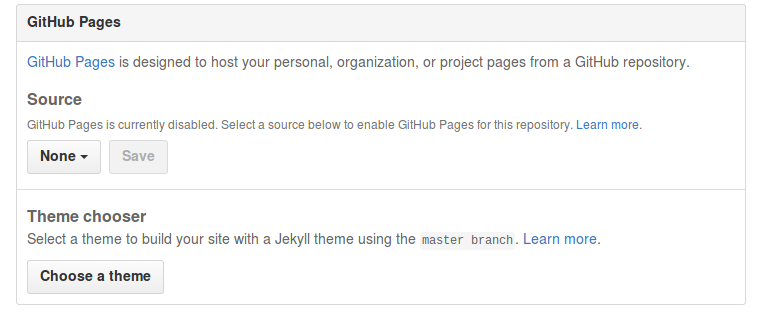 GitHub Pages
GitHub Pages is designed to host your personal, organization, or project pages from a GitHub repository.
Source
GitHub Pages is currently disabled. Select a source below to enable GitHub Pages for this repository. Learn more.
None Save
Theme chooser
Select a theme to build your site with a Jekyll theme using the master branch. Learn more.
Choose a theme